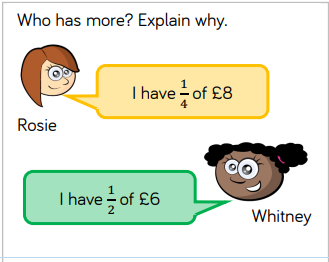 Who has more? Explain why.
I have 1/4 of £8
Rosie
I have 1/2 of £6
Whitney